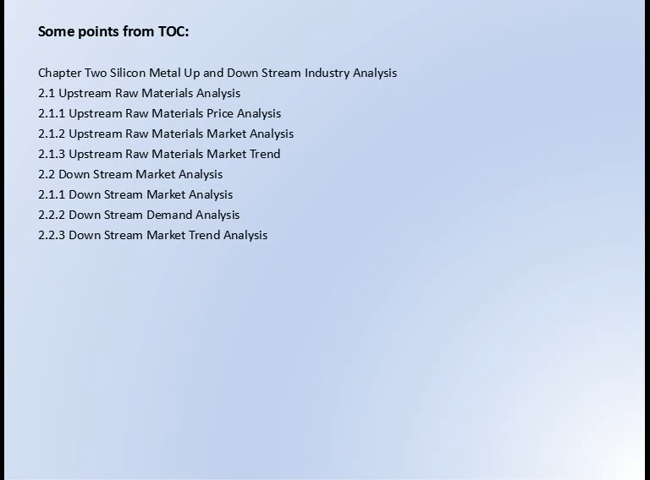 Some points from TOC:
Chapter Two Silicon Metal Up and Down Stream Industry Analysis
2.1 Upstream Raw Materials Analysis
2.1.1 Upstream Raw Materials Price Analysis
2.1.2 Upstream Raw Materials Market Analysis
2.1.3 Upstream Raw Materials Market Trend
2.2 Down Stream Market Analysis
2.1.1 Down Stream Market Analysis
2.2.2 Down Stream Demand Analysis
2.2.3 Down Stream Market Trend Analysis